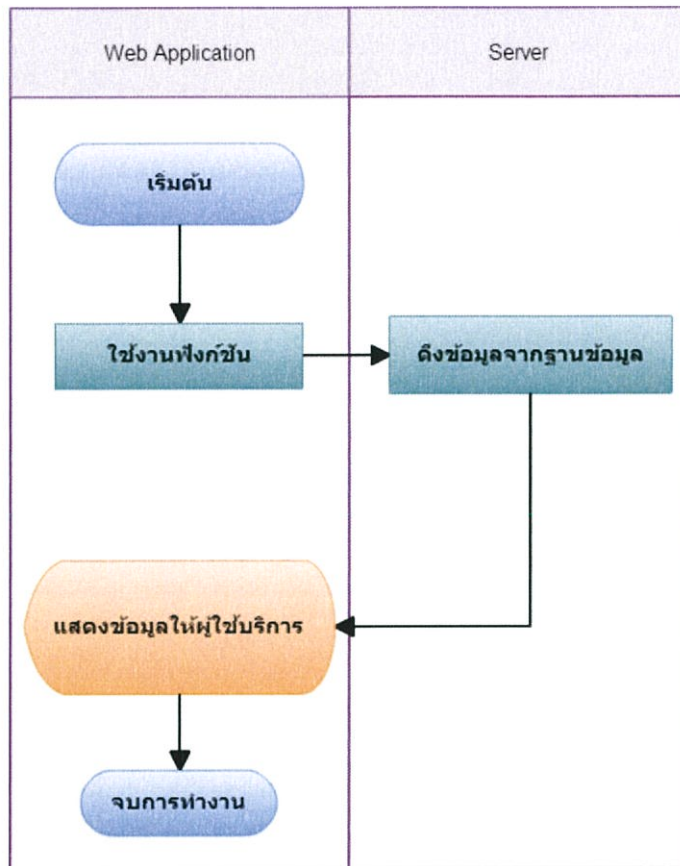 Web Application
Server
เริ่มต้น
ใช้งานฟังก์ชัน
ดึงข้อมูลจากฐานข้อมูล
แสดงข้อมูลให้ผู้ใช้บริการ
จบการทำงาน